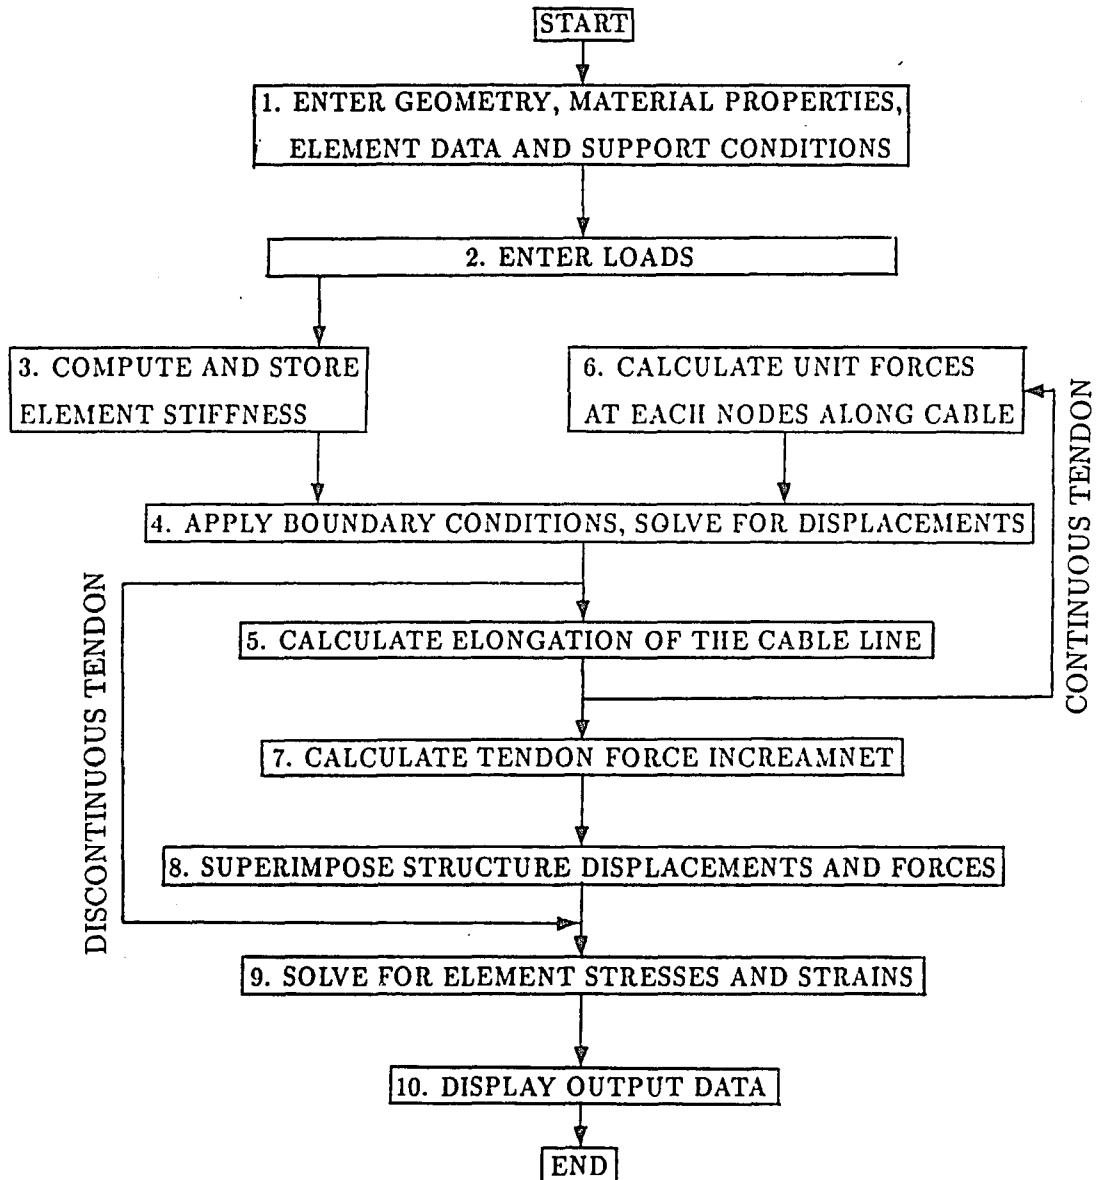 START
1. ENTER GEOMETRY, MATERIAL PROPERTIES,
ELEMENT DATA AND SUPPORT CONDITIONS
2. ENTER LOADS
3. COMPUTE AND STORE
ELEMENT STIFFNESS
6. CALCULATE UNIT FORCES
AT EACH NODES ALONG CABLE
4. APPLY BOUNDARY CONDITIONS, SOLVE FOR DISPLACEMENTS
CONTINUOUS TENDON
DISCONTINUOUS TENDON
5. CALCULATE ELONGATION OF THE CABLE LINE
7. CALCULATE TENDON FORCE INCREAMNET
8. SUPERIMPOSE STRUCTURE DISPLACEMENTS AND FORCES
9. SOLVE FOR ELEMENT STRESSES AND STRAINS
10. DISPLAY OUTPUT DATA
END